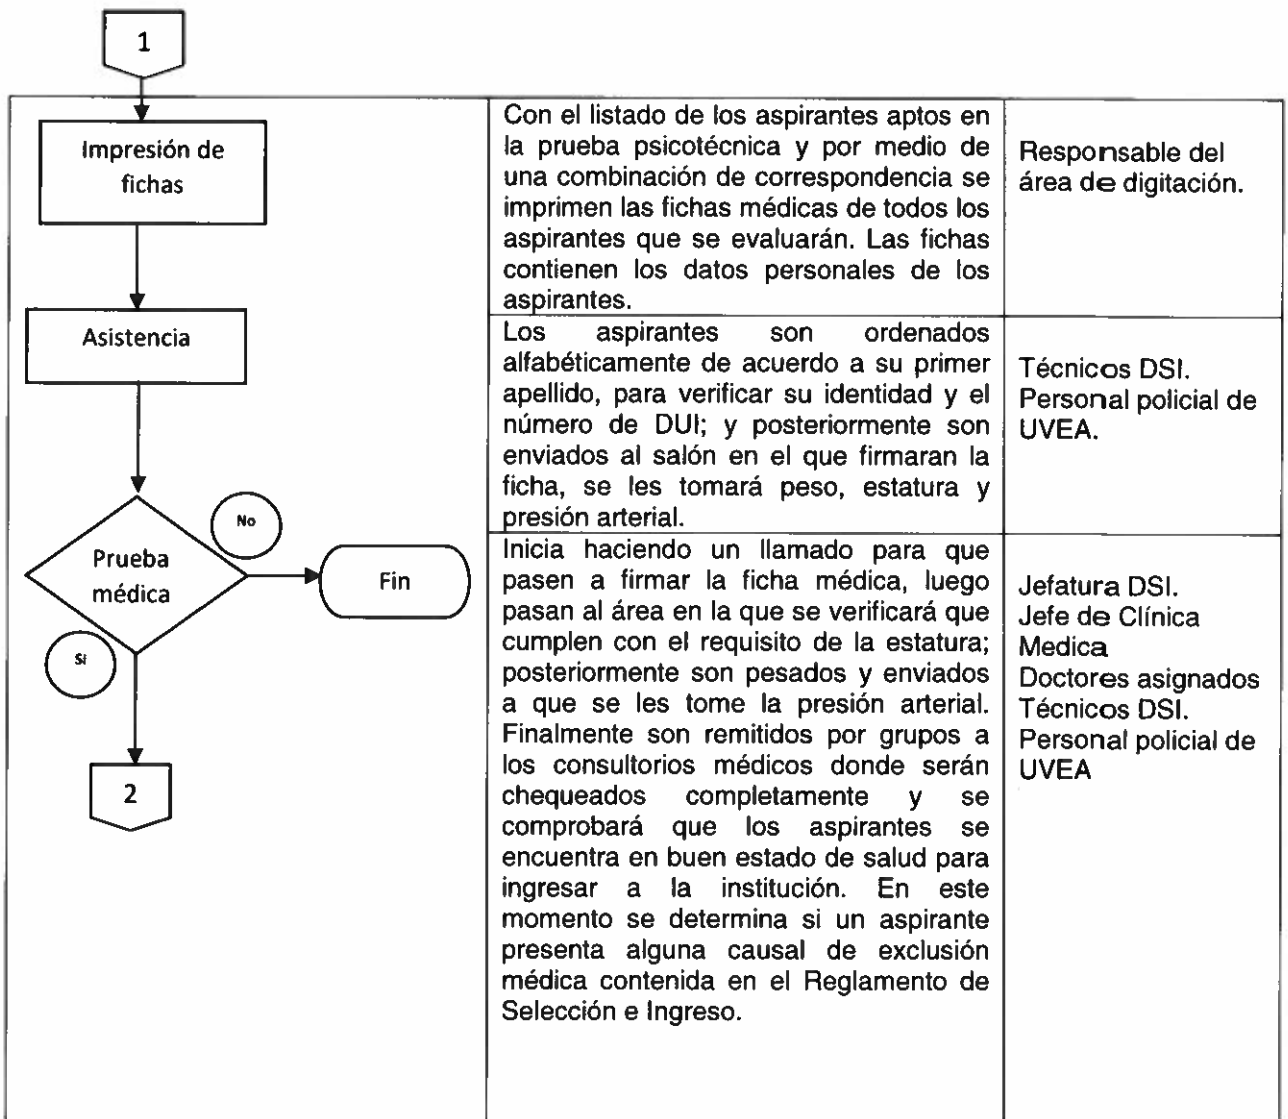 1
Impresión de
fichas
Con el listado de los aspirantes aptos en
la prueba psicotécnica y por medio de
una combinación de correspondencia se
imprimen las fichas médicas de todos los
aspirantes que se evaluarán. Las fichas
contienen los datos personales de los
aspirantes.
Responsable del
área de digitación.
Asistencia
Los aspirantes son ordenados
alfabéticamente de acuerdo a su primer
apellido, para verificar su identidad y el
número de DUI; y posteriormente son
enviados al salón en el que firmaran la
ficha, se les tomará peso, estatura y
presión arterial.
Técnicos DSI.
Personal policial de
UVEA.
Prueba
médica
No
Fin
Si
2
Inicia haciendo un llamado para que
pasen a firmar la ficha médica, luego
pasan al área en la que se verificará que
cumplen con el requisito de la estatura;
posteriormente son pesados y enviados
a que se les tome la presión arterial.
Finalmente son remitidos por grupos a
los consultorios médicos donde serán
chequeados completamente y se
comprobará que los aspirantes se
encuentra en buen estado de salud para
ingresar a la institución. En este
momento se determina si un aspirante
presenta alguna causal de exclusión
médica contenida en el Reglamento de
Selección e Ingreso.
Jefatura DSI.
Jefe de Clínica
Medica
Doctores asignados
Técnicos DSI.
Personal policial de
UVEA